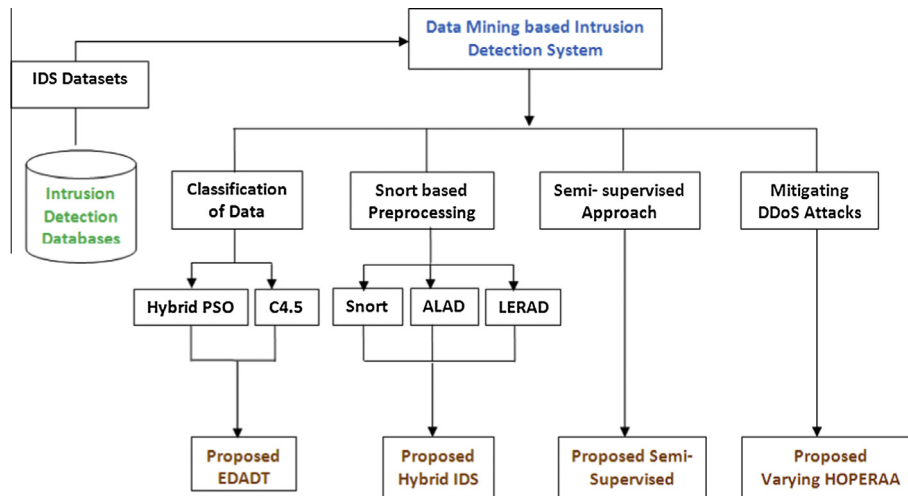 Data Mining based Intrusion
Detection System
IDS Datasets
Intrusion
Detection
Databases
Classification
of Data
Snort based
Preprocessing
Semi- supervised
Approach
Mitigating
DDoS Attacks
Hybrid PSO
C4.5
Snort
ALAD
LERAD
Proposed
EDADT
Proposed
Hybrid IDS
Proposed Semi-
Supervised
Proposed
Varying HOPERAA